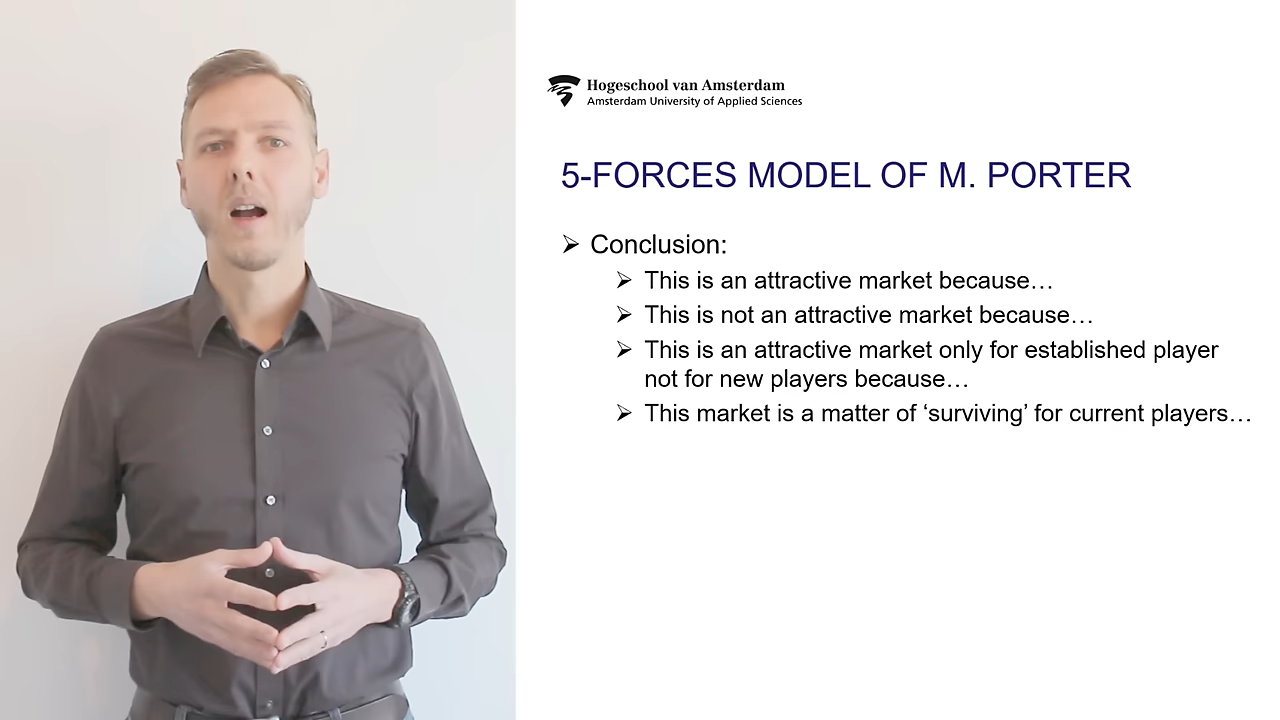 Hogeschool van Amsterdam
Amsterdam University of Applied Sciences
5-FORCES MODEL OF M. PORTER
Conclusion:
This is an attractive market because…
This is not an attractive market because…
This is an attractive market only for established player
not for new players because…
This market is a matter of ‘surviving’ for current players…